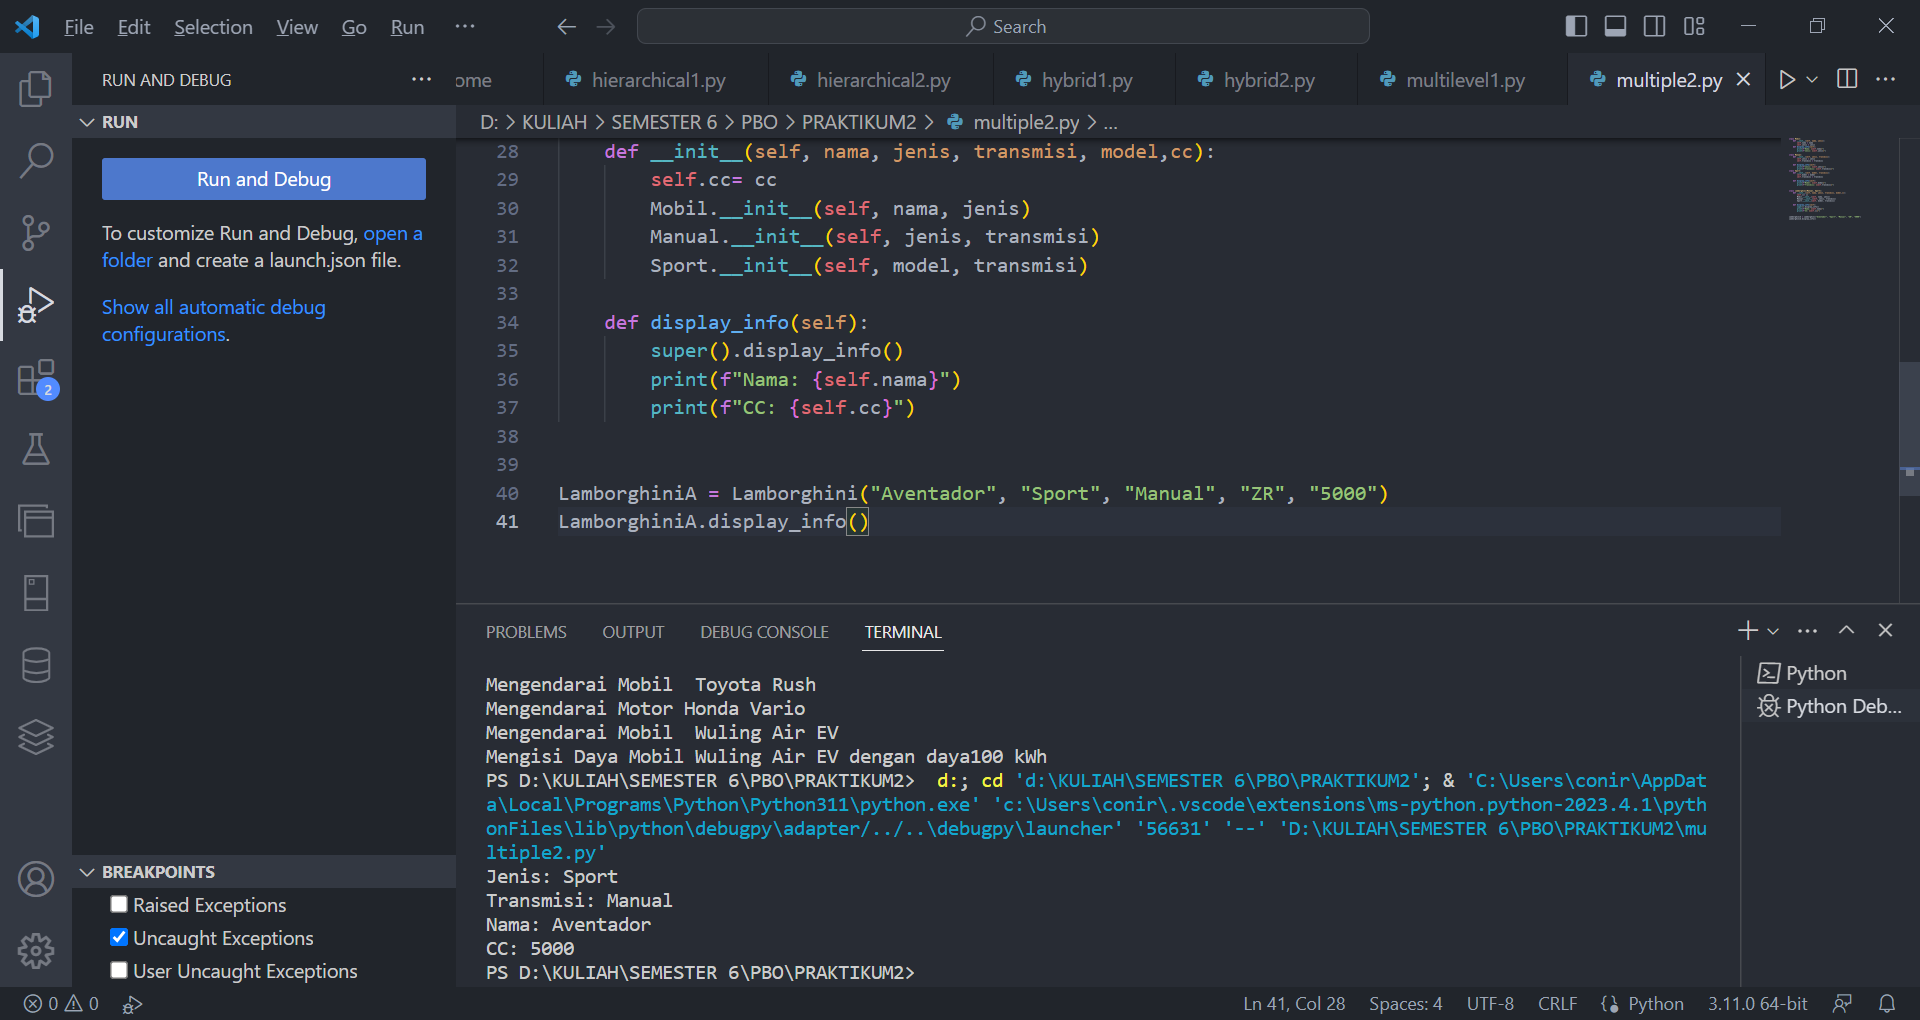 File Edit Selection View Go Run ···
Search
RUN AND DEBUG ···
ome hierarchical1.py hierarchical2.py hybrid1.py hybrid2.py multilevel1.py multiple2.py
RUN
Run and Debug
To customize Run and Debug, open a
folder and create a launch.json file.
Show all automatic debug
configurations.
2
D: > KULIAH > SEMESTER 6 > PBO > PRAKTIKUM2 > multiple2.py > ...
28 def __init__(self, nama, jenis, transmisi, model,cc):
29 self.cc= cc
30 Mobil.__init__(self, nama, jenis)
31 Manual.__init__(self, jenis, transmisi)
32 Sport.__init__(self, model, transmisi)
33
34 def display_info(self):
35 super().display_info()
36 print(f"Nama: {self.nama}")
37 print(f"CC: {self.cc}")
38
39
40 LamborghiniA = Lamborghini("Aventador", "Sport", "Manual", "ZR", "5000")
41 LamborghiniA.display_info()
PROBLEMS OUTPUT DEBUG CONSOLE TERMINAL
Python
Python Deb...
Mengendarai Mobil  Toyota Rush
Mengendarai Motor Honda Vario
Mengendarai Mobil  Wuling Air EV
Mengisi Daya Mobil Wuling Air EV dengan daya100 kWh
PS D:\KULIAH\SEMESTER 6\PBO\PRAKTIKUM2>  d:; cd 'd:\KULIAH\SEMESTER 6\PBO\PRAKTIKUM2'; & 'C:\Users\conir\AppDat
a\Local\Programs\Python\Python311\python.exe' 'c:\Users\conir\.vscode\extensions\ms-python.python-2023.4.1\pyth
onFiles\lib\python\debugpy\adapter/../..\debugpy\launcher' '56631' '--' 'D:\KULIAH\SEMESTER 6\PBO\PRAKTIKUM2\mu
ltiple2.py'
Jenis: Sport
Transmisi: Manual
Nama: Aventador
CC: 5000
PS D:\KULIAH\SEMESTER 6\PBO\PRAKTIKUM2>
BREAKPOINTS
Raised Exceptions
Uncaught Exceptions
User Uncaught Exceptions
0 0 Ln 41, Col 28 Spaces: 4 UTF-8 CRLF Python 3.11.0 64-bit